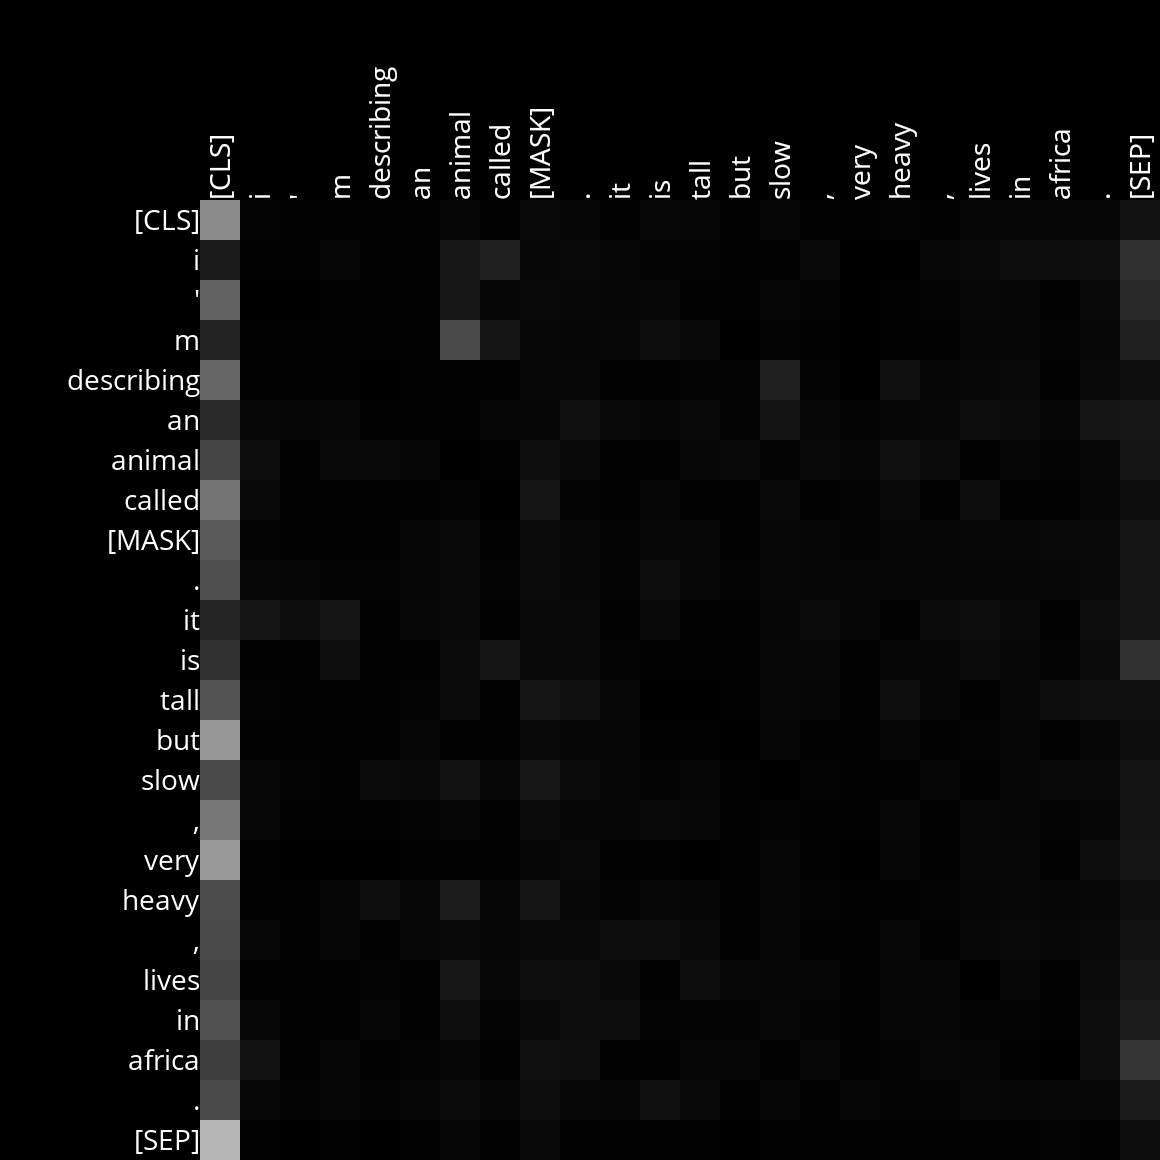 [CLS] i ' m describing an animal called [MASK] . it is tall but slow , very heavy , lives in africa . [SEP]
[CLS]
i
'
m
describing
an
animal
called
[MASK]
.
it
is
tall
but
slow
,
very
heavy
,
lives
in
africa
.
[SEP]